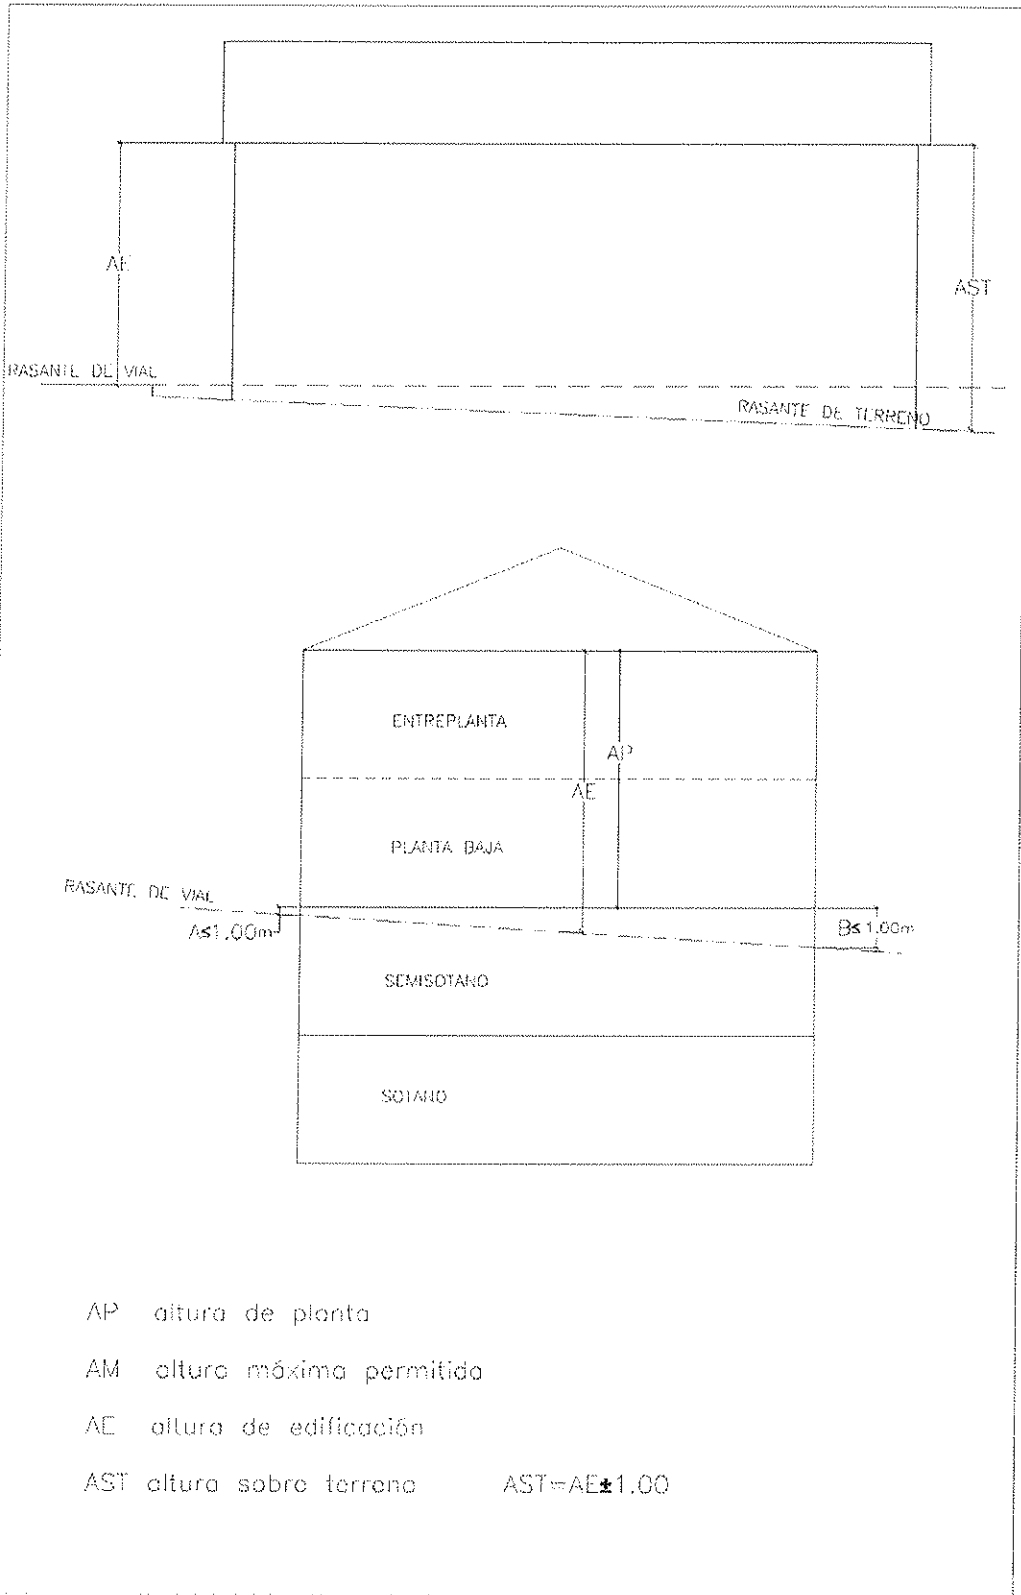 AE
AST
RASANTE DE VIAL
RASANTE DE TERRENO
ENTREPLANTA
AP
AE
PLANTA BAJA
RASANTE DE VIAL
A≤1.00m
B≤1.00m
SEMISOTANO
SOTANO
AP altura de planta
AM altura máxima permitida
AE altura de edificación
AST altura sobre terreno AST=AE±1.00